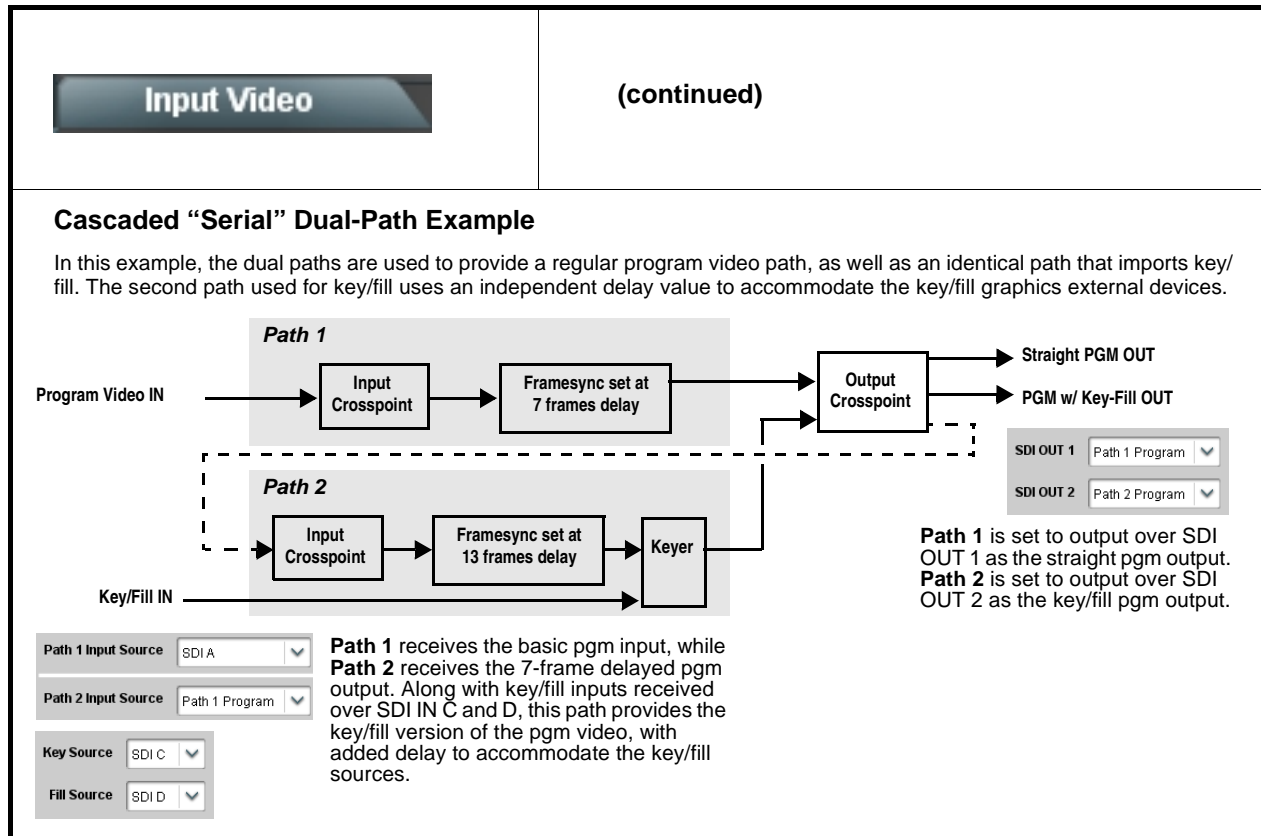 Input Video
(continued)
Cascaded “Serial” Dual-Path Example
In this example, the dual paths are used to provide a regular program video path, as well as an identical path that imports key/
fill. The second path used for key/fill uses an independent delay value to accommodate the key/fill graphics external devices.
Path 1
Program Video IN
Input
Crosspoint
Framesync set at
7 frames delay
Output
Crosspoint
Straight PGM OUT
PGM w/ Key-Fill OUT
SDI OUT 1 Path 1 Program
SDI OUT 2 Path 2 Program
Path 2
Input
Crosspoint
Framesync set at
13 frames delay
Keyer
Key/Fill IN
Path 1 is set to output over SDI
OUT 1 as the straight pgm output.
Path 2 is set to output over SDI
OUT 2 as the key/fill pgm output.
Path 1 Input Source SDI A
Path 2 Input Source Path 1 Program
Key Source SDI C
Fill Source SDI D
Path 1 receives the basic pgm input, while
Path 2 receives the 7-frame delayed pgm
output. Along with key/fill inputs received
over SDI IN C and D, this path provides the
key/fill version of the pgm video, with
added delay to accommodate the key/fill
sources.